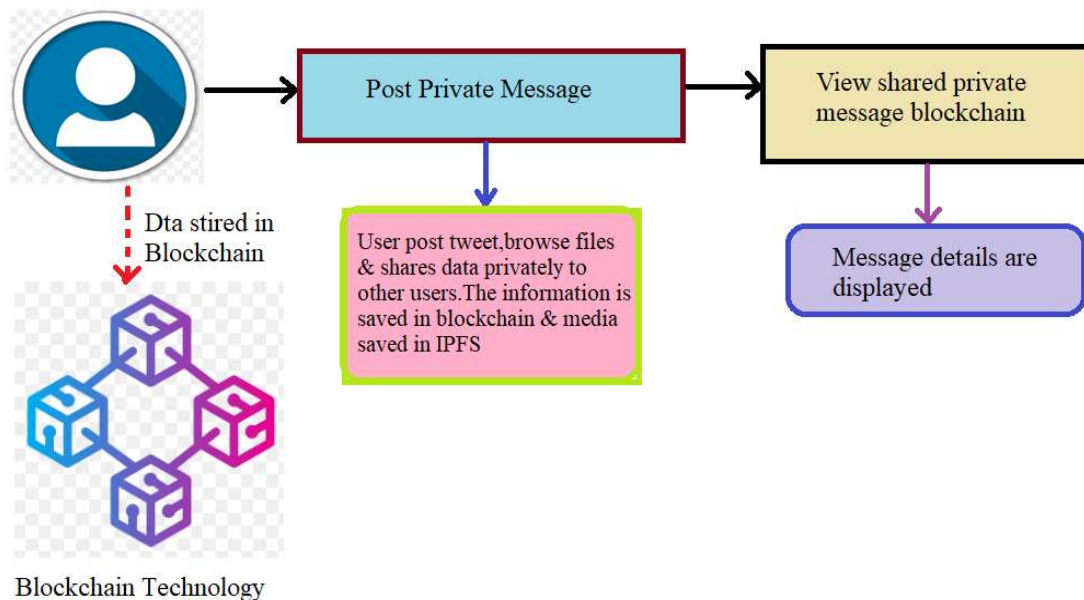 Post Private Message
View shared private
message blockchain
Dta stired in
Blockchain
User post tweet,browse files
& shares data privately to
other users.The information is
saved in blockchain & media
saved in IPFS
Message details are
displayed
Blockchain Technology